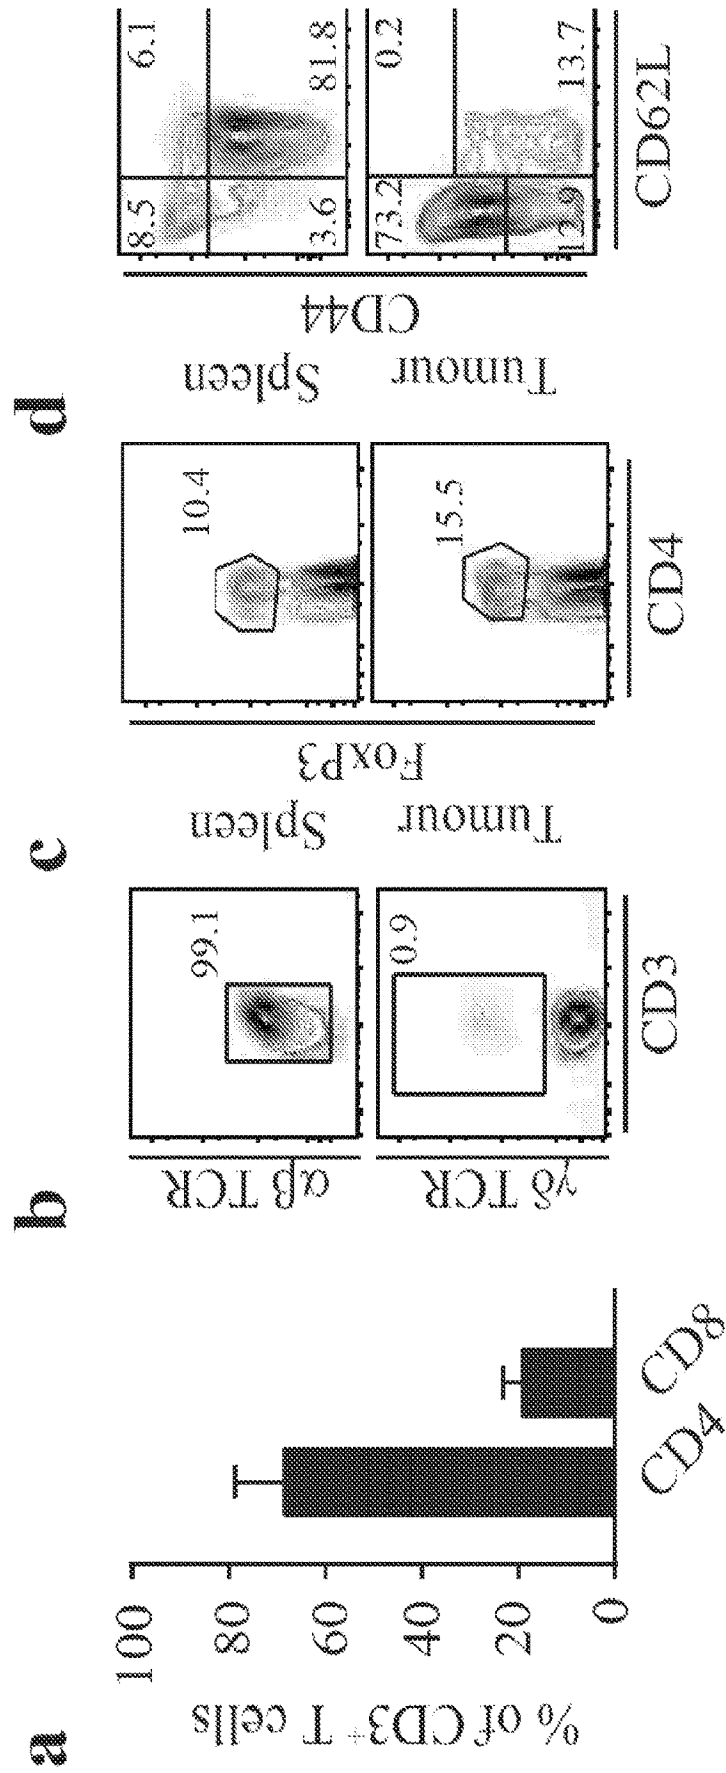 a
% of CD3+ T cells
100
80
60
40
20
0
CD4
CD8
b
αβ TCR
99.1
γδ TCR
0.9
CD3
c
Spleen
Tumour
FoxP3
10.4
15.5
CD4
d
Spleen
Tumour
CD44
8.5
6.1
3.6
81.8
73.2
0.2
12.9
13.7
CD62L